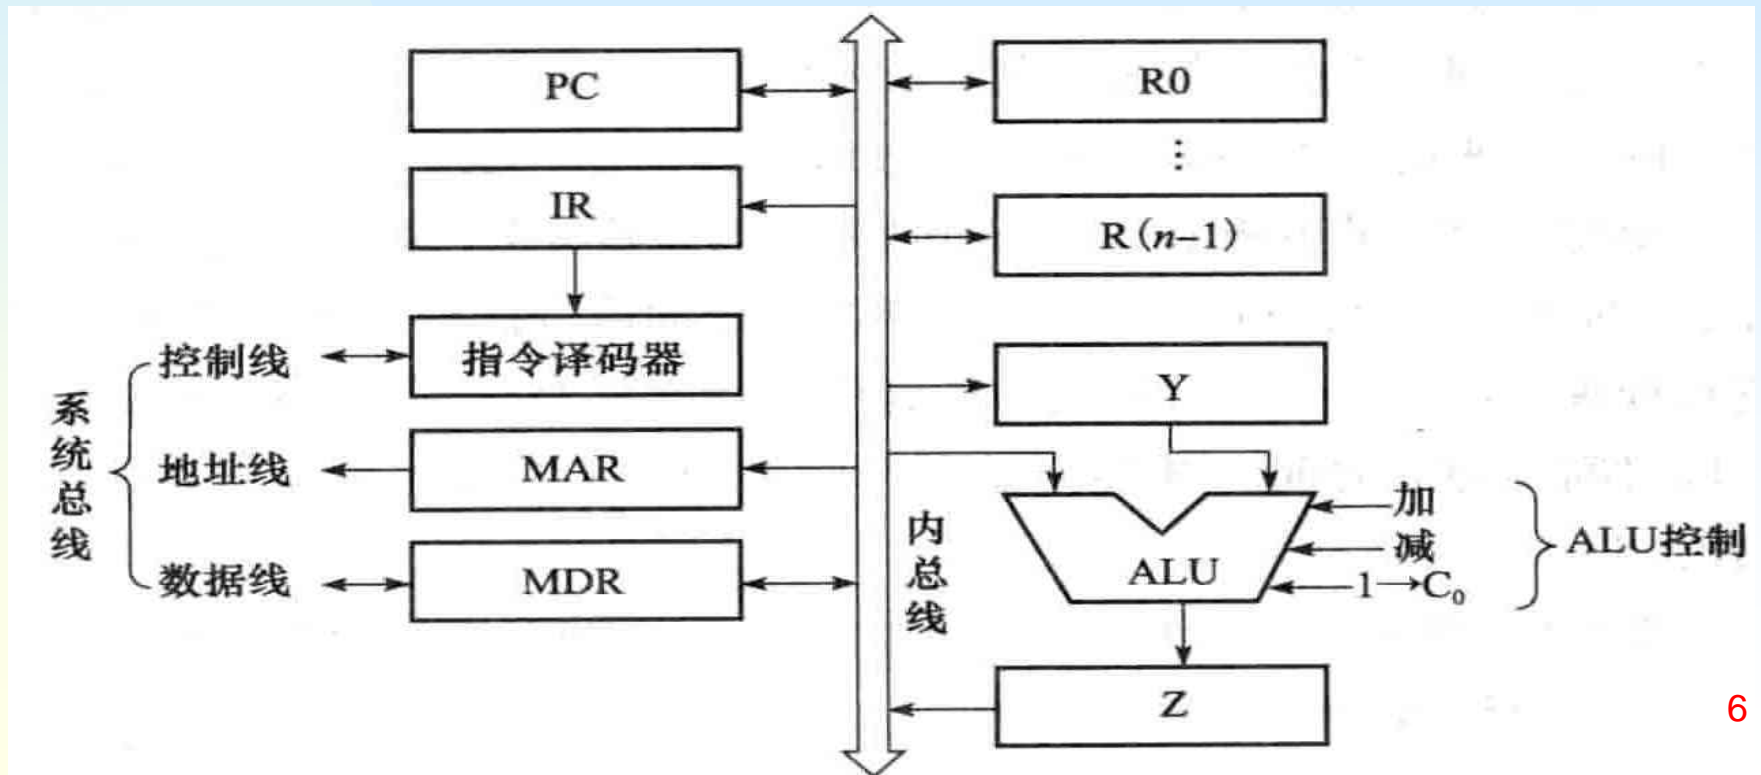 PC
IR
指令译码器
MAR
MDR
控制线
地址线
数据线
系统总线
内总线
R0
⋮
R(n–1)
Y
ALU
Z
加
减
1→C₀
ALU控制
6